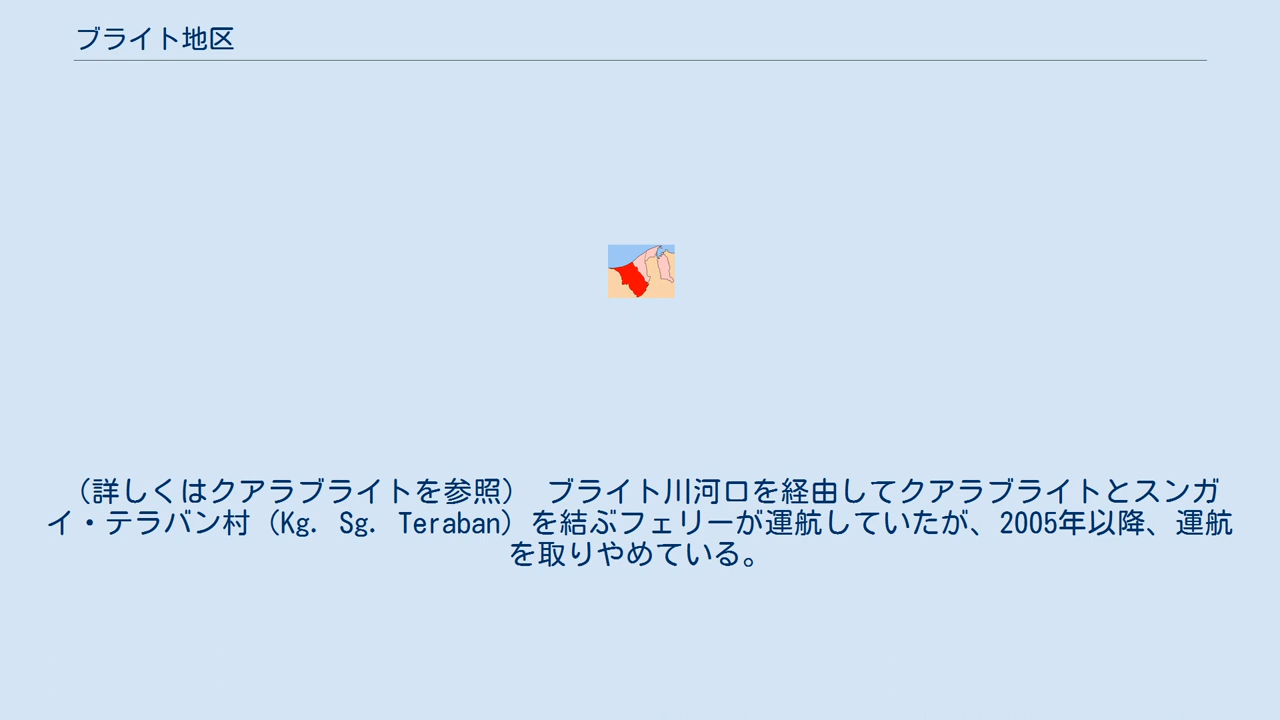 ブライト地区
（詳しくはクアラブライトを参照） ブライト川河口を経由してクアラブライトとスンガ
イ・テラバン村（Kg. Sg. Teraban）を結ぶフェリーが運航していたが、2005年以降、運航
を取りやめている。